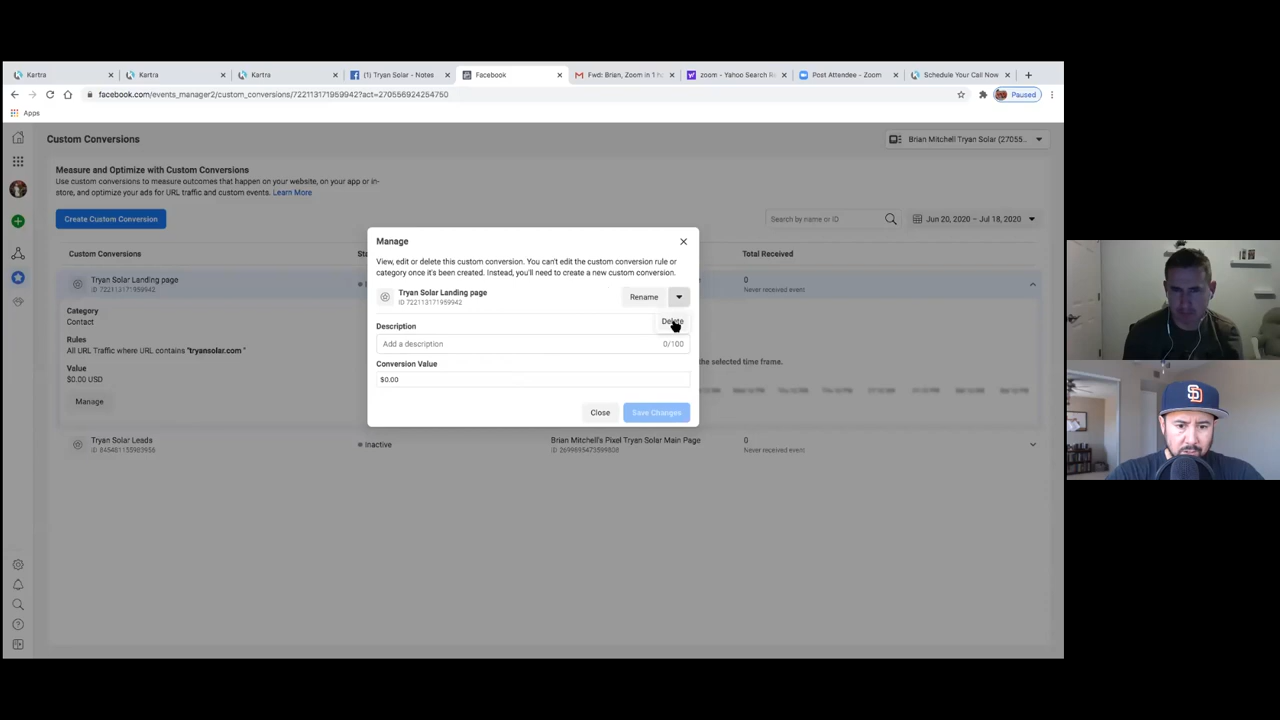 Kartra
Kartra
Kartra
(1) Tryan Solar - Notes
Facebook
Fwd: Brian, Zoom in 1 h
zoom - Yahoo Search R
Post Attendee - Zoom
Schedule Your Call Now
facebook.com/events_manager2/custom_conversions/722113171959942?act=270556924254750
Paused
Apps
Custom Conversions
Brian Mitchell Tryan Solar (27055...
Measure and Optimize with Custom Conversions
Use custom conversions to measure outcomes that happen on your website, on your app or in-
store, and optimize your ads for URL traffic and custom events. Learn More
Create Custom Conversion
Search by name or ID
Jun 20, 2020 – Jul 18, 2020
Custom Conversions
Sta
Total Received
Tryan Solar Landing page
ID 722113171959942
0
Never received event
Category
Contact
Rules
All URL Traffic where URL contains "tryansolar.com "
Value
$0.00 USD
Manage
the selected time frame.
Tryan Solar Leads
Inactive
Brian Mitchell's Pixel Tryan Solar Main Page
0
Never received event
Manage
View, edit or delete this custom conversion. You can't edit the custom conversion rule or
category once it's been created. Instead, you'll need to create a new custom conversion.
Tryan Solar Landing page
ID 722113171959942
Rename
Delete
Description
Add a description
0/100
Conversion Value
$0.00
Close
Save Changes
SD